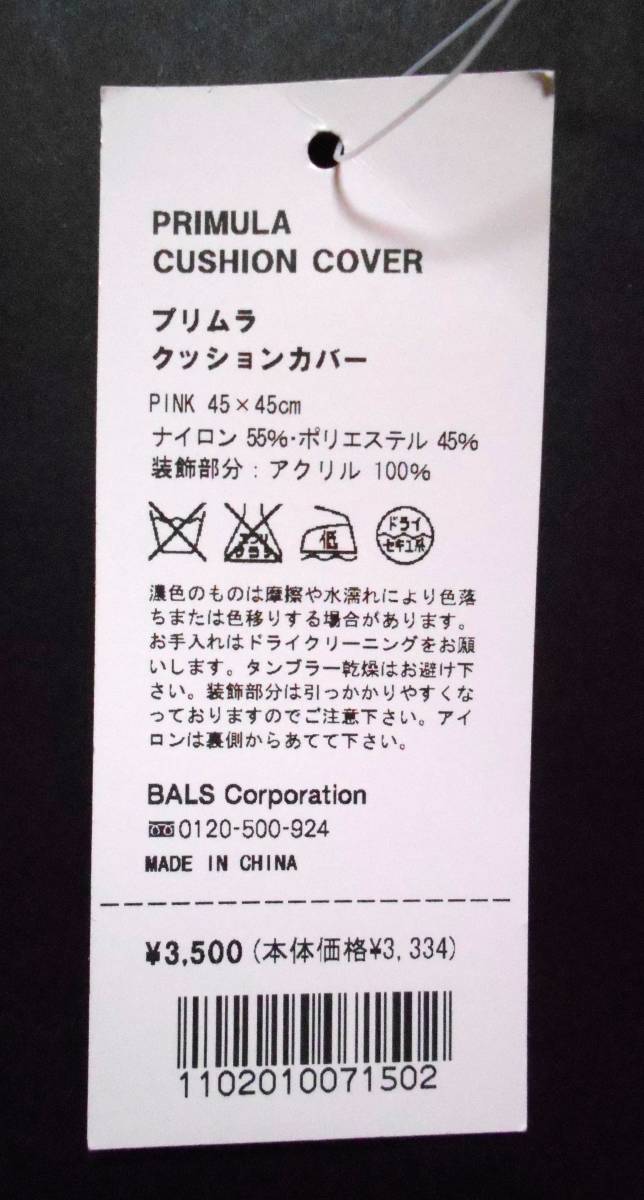 PRIMULA
CUSHION COVER
プリムラ
クッションカバー
PINK 45×45cm
ナイロン 55%・ポリエステル 45%
装飾部分：アクリル 100%
エンソ
サラシ
低
ドライ
セキユ系
濃色のものは摩擦や水濡れにより色落
ちまたは色移りする場合があります。
お手入れはドライクリーニングをお願
いします。タンブラー乾燥はお避け下
さい。装飾部分は引っかかりやすくな
っておりますのでご注意下さい。アイ
ロンは裏側からあてて下さい。
BALS Corporation
0120-500-924
MADE IN CHINA
¥3,500 (本体価格¥3,334)
1102010071502